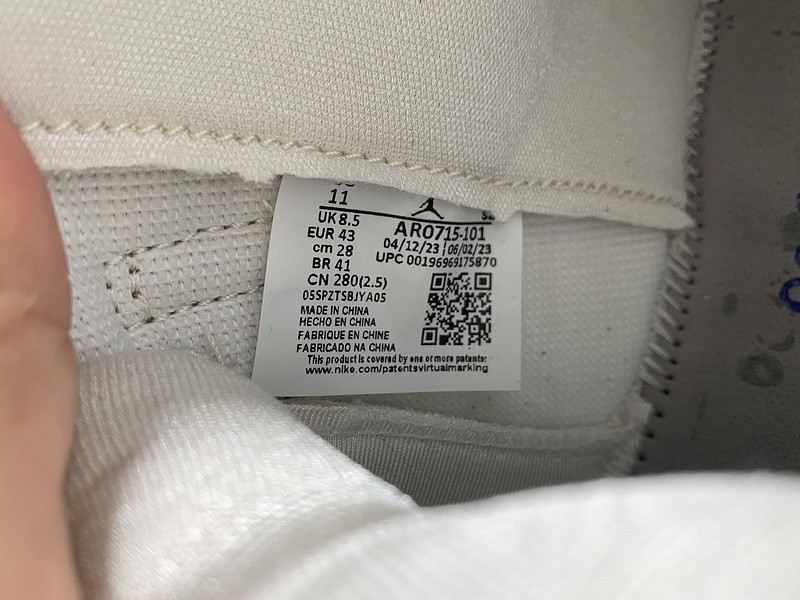 11
UK 8.5
EUR 43
cm 28
BR 41
CN 280(2.5)
05SPZTSBJYA05
AR0715-101
04/12/23 06/02/23
UPC 00196969175870
MADE IN CHINA
HECHO EN CHINA
FABRIQUE EN CHINE
FABRICADO NA CHINA
This product is covered by one or more patents:
www.nike.com/patentsvirtualmarking